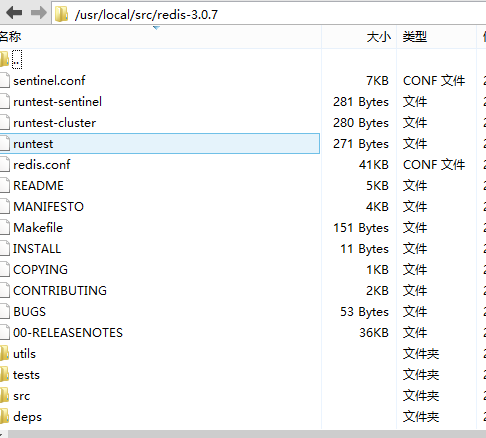 /usr/local/src/redis-3.0.7
名称 大小 类型
..
sentinel.conf 7KB CONF 文件
runtest-sentinel 281 Bytes 文件
runtest-cluster 280 Bytes 文件
runtest 271 Bytes 文件
redis.conf 41KB CONF 文件
README 5KB 文件
MANIFESTO 4KB 文件
Makefile 151 Bytes 文件
INSTALL 11 Bytes 文件
COPYING 1KB 文件
CONTRIBUTING 2KB 文件
BUGS 53 Bytes 文件
00-RELEASENOTES 36KB 文件
utils 文件夹
tests 文件夹
src 文件夹
deps 文件夹